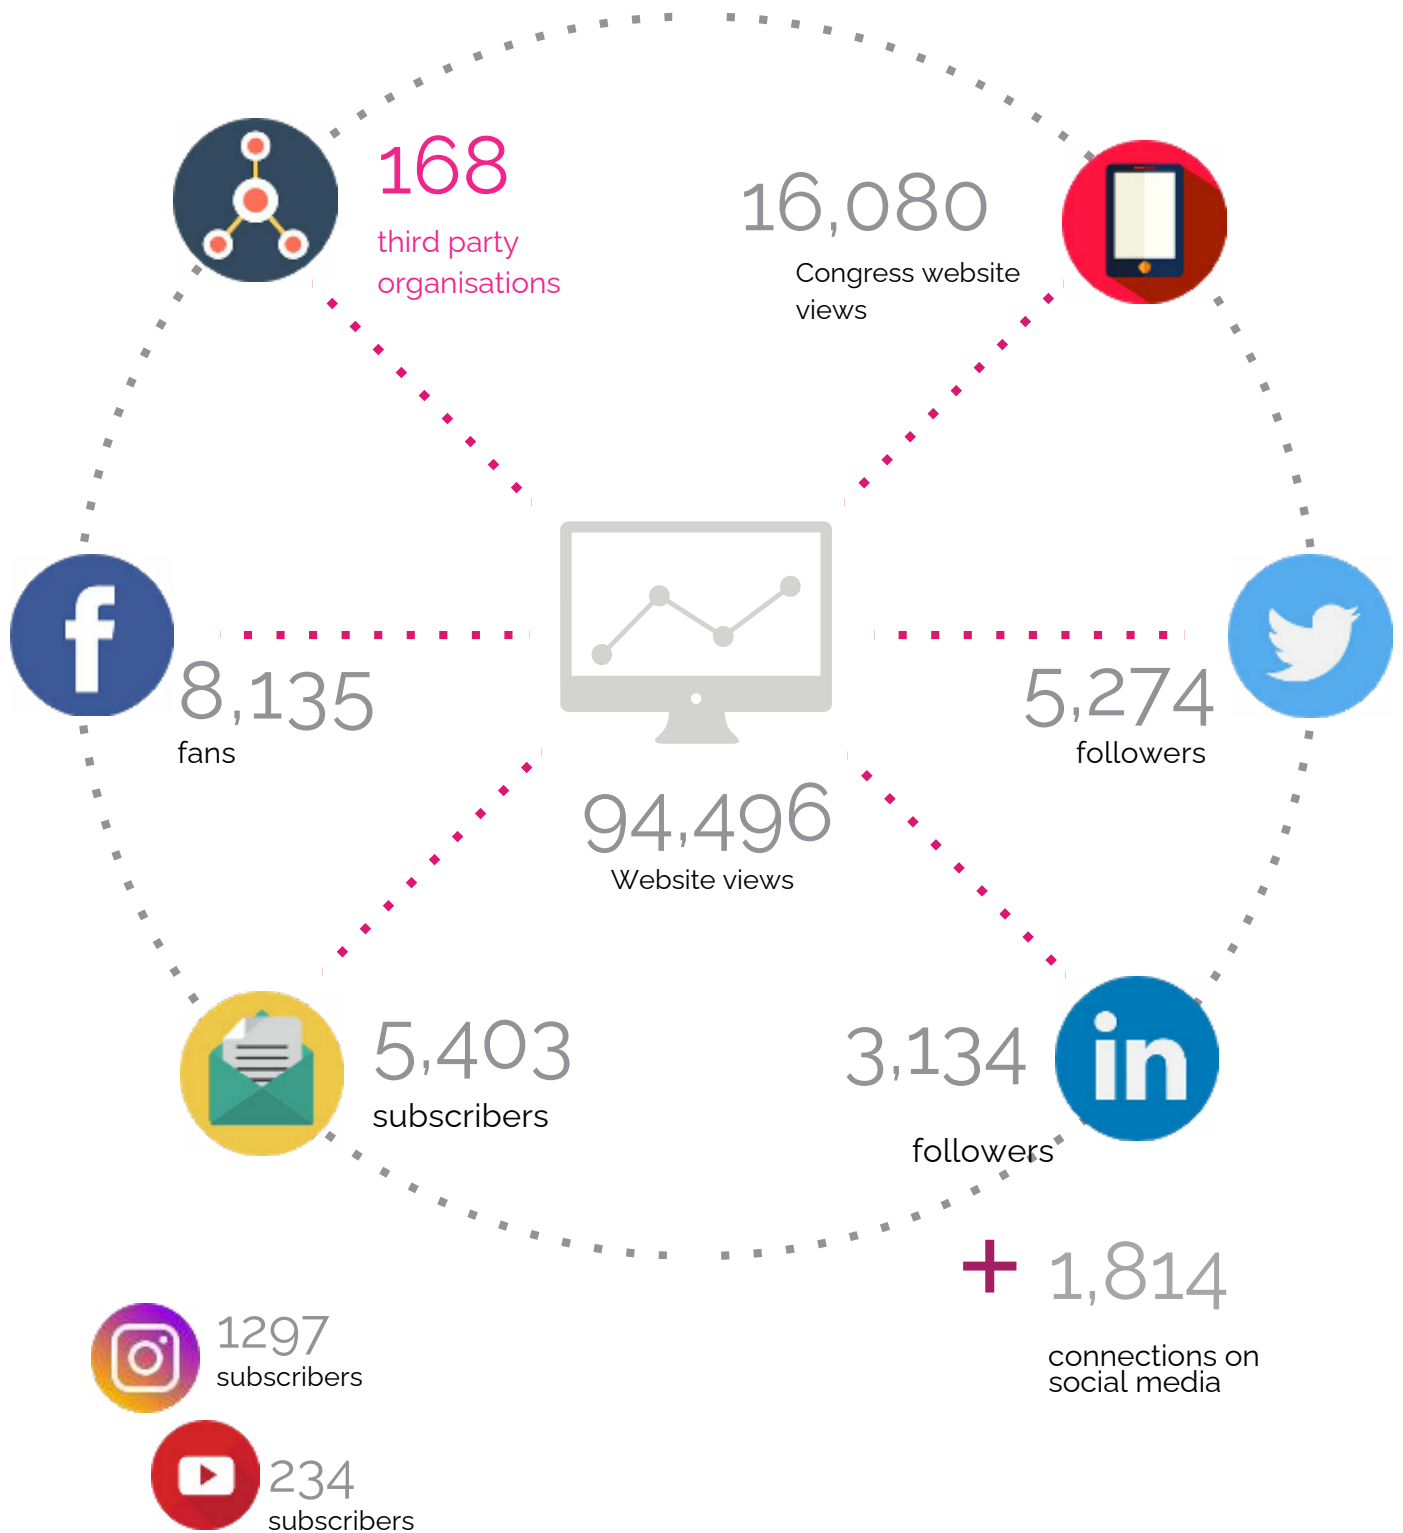 168
third party
organisations
16,080
Congress website
views
8,135
fans
5,274
followers
94,496
Website views
5,403
subscribers
3,134
followers
in
+ 1,814
connections on
social media
1297
subscribers
234
subscribers